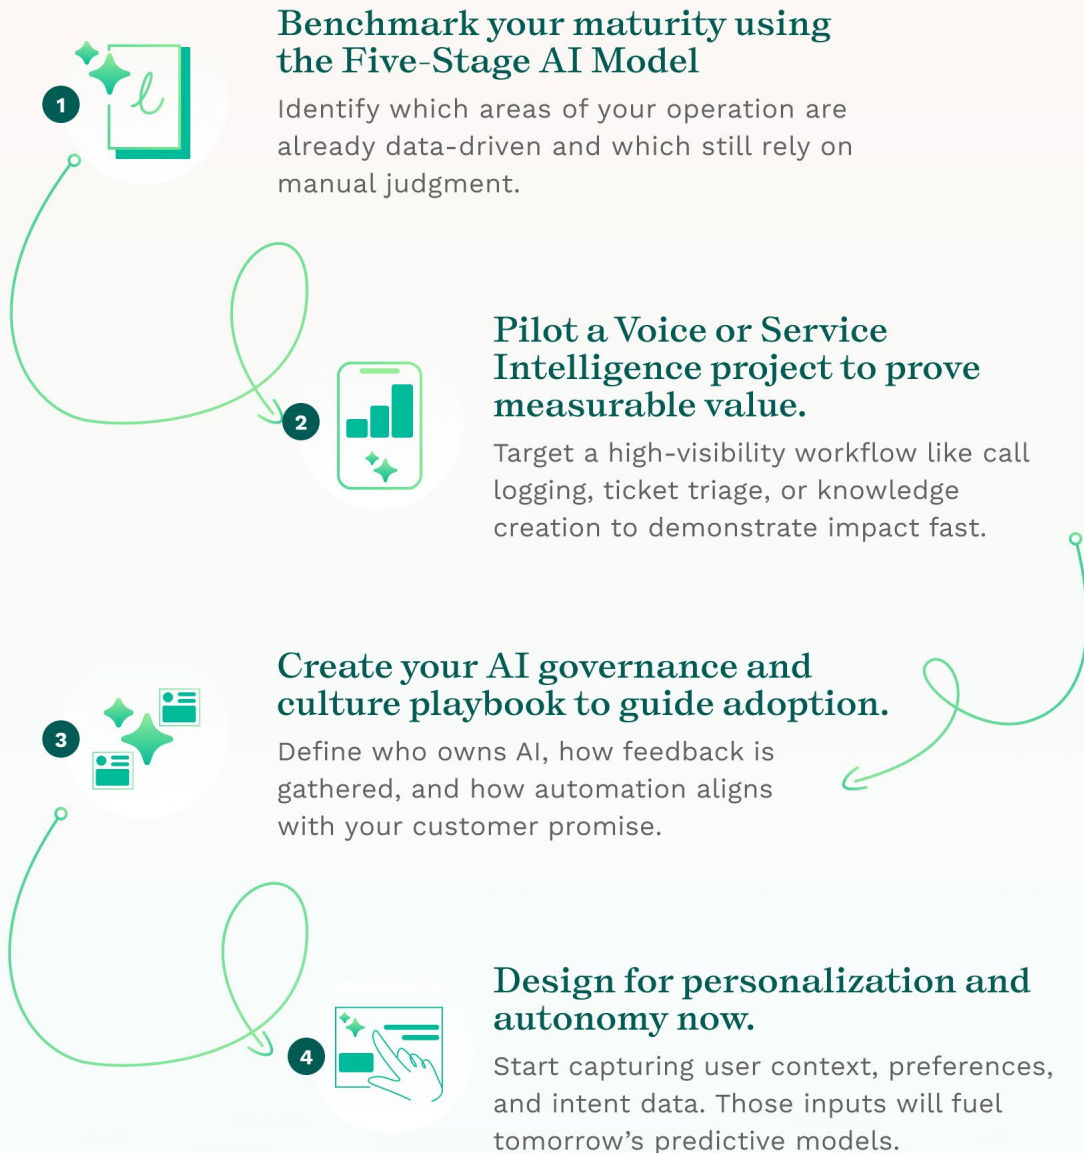 1
Benchmark your maturity using
the Five-Stage AI Model
Identify which areas of your operation are
already data-driven and which still rely on
manual judgment.
2
Pilot a Voice or Service
Intelligence project to prove
measurable value.
Target a high-visibility workflow like call
logging, ticket triage, or knowledge
creation to demonstrate impact fast.
3
Create your AI governance and
culture playbook to guide adoption.
Define who owns AI, how feedback is
gathered, and how automation aligns
with your customer promise.
4
Design for personalization and
autonomy now.
Start capturing user context, preferences,
and intent data. Those inputs will fuel
tomorrow’s predictive models.